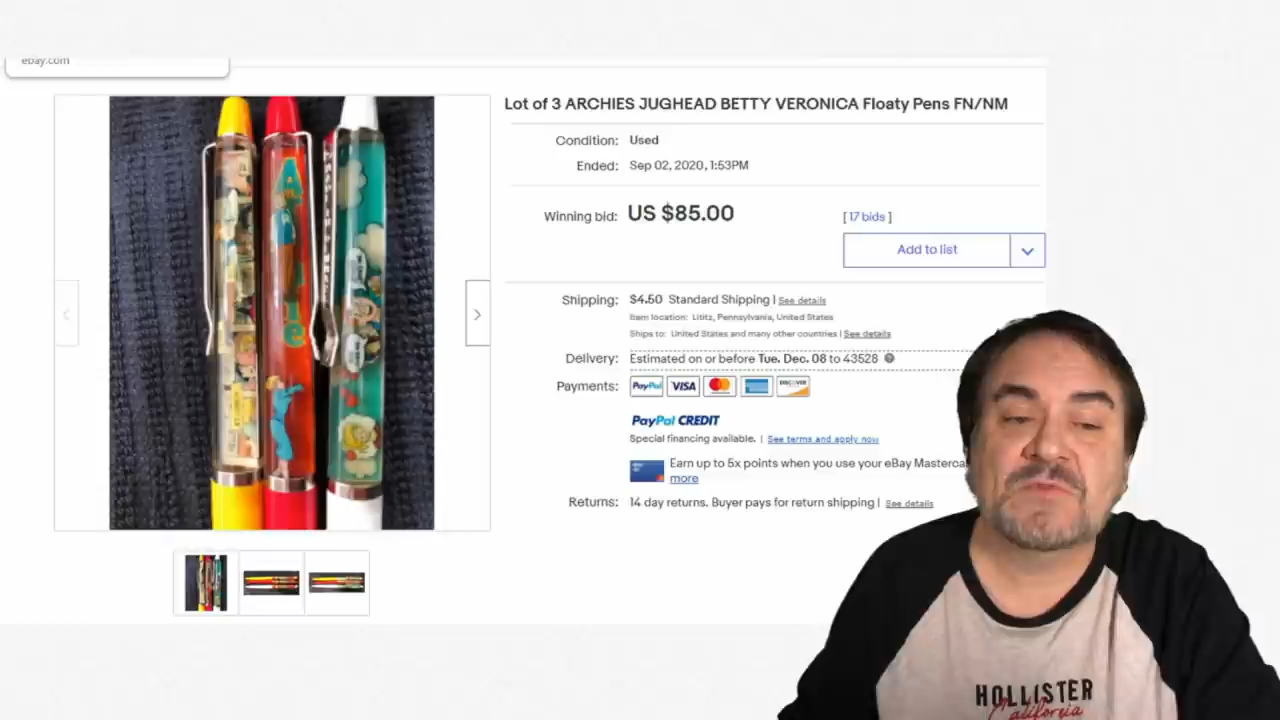 ebay.com
Lot of 3 ARCHIES JUGHEAD BETTY VERONICA Floaty Pens FN/NM
Condition: Used
Ended: Sep 02, 2020, 1:53PM
Winning bid: US $85.00 [ 17 bids ]
Add to list
Shipping: $4.50 Standard Shipping | See details
Item location: Lititz, Pennsylvania, United States
Ships to: United States and many other countries | See details
Delivery: Estimated on or before Tue. Dec. 08 to 43528
Payments: PayPal VISA DISCOVER
PayPal CREDIT
Special financing available. | See terms and apply now
Earn up to 5x points when you use your eBay Masterca
more
Returns: 14 day returns. Buyer pays for return shipping | See details
Archie
HOLLISTER
California